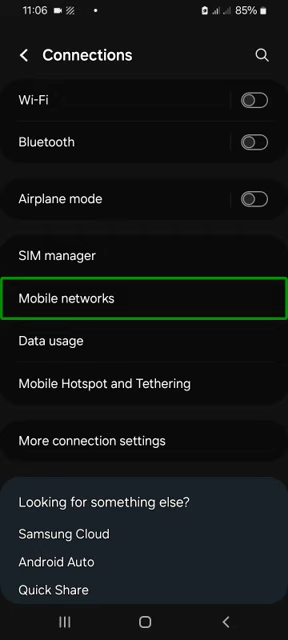 11:06
85%
Connections
Wi-Fi
Bluetooth
Airplane mode
SIM manager
Mobile networks
Data usage
Mobile Hotspot and Tethering
More connection settings
Looking for something else?
Samsung Cloud
Android Auto
Quick Share